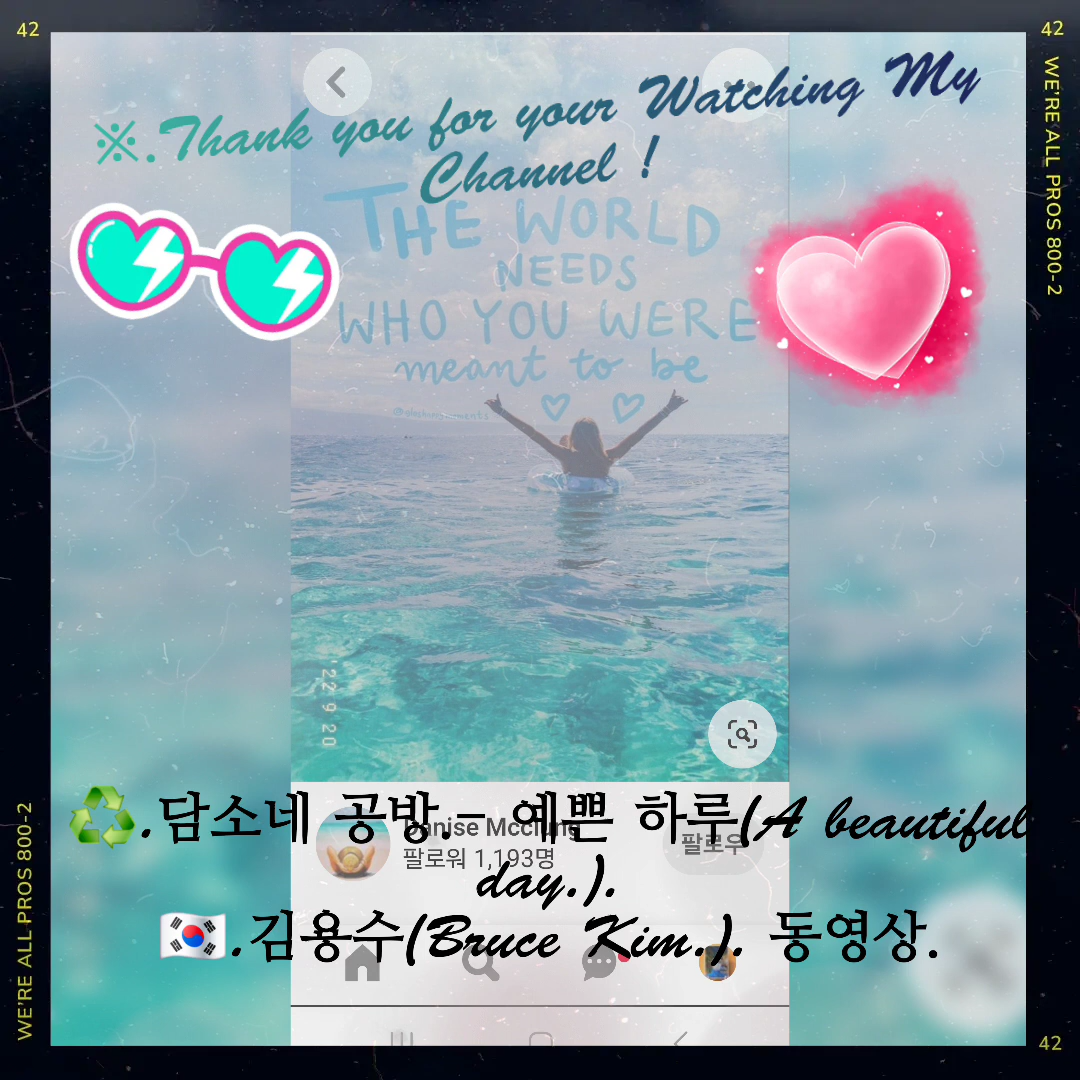 42
42
WE'RE ALL PROS 800-2
※.Thank you for your Watching My
Channel !
THE WORLD
NEEDS
WHO YOU WERE
meant to be
'22 9 20
♻.담소네 공방.- 예쁜 하루(A beautiful
day.).
팔로우
팔로워 1,193명
🇰🇷.김용수(Bruce Kim.). 동영상.
WE'RE ALL PROS 800-2
42